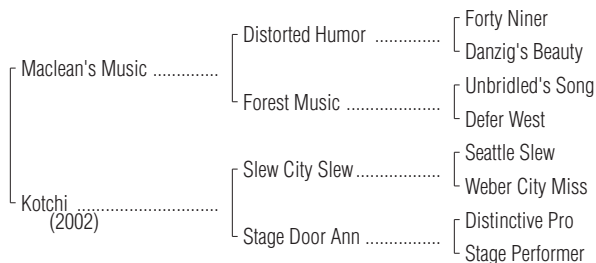 Forty Niner
Distorted Humor ...............
Danzig's Beauty
Maclean's Music ...............
Unbridled's Song
Forest Music .....................
Defer West
Seattle Slew
Slew City Slew...................
Weber City Miss
Kotchi ................................
(2002)
Distinctive Pro
Stage Door Ann .................
Stage Performer